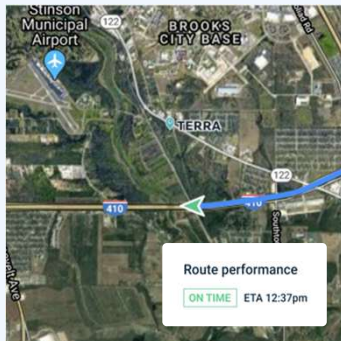 Stinson
Municipal
Airport
122
BROOKS
CITY BASE
TERRA
122
410
410
Route performance
ON TIME ETA 12:37pm